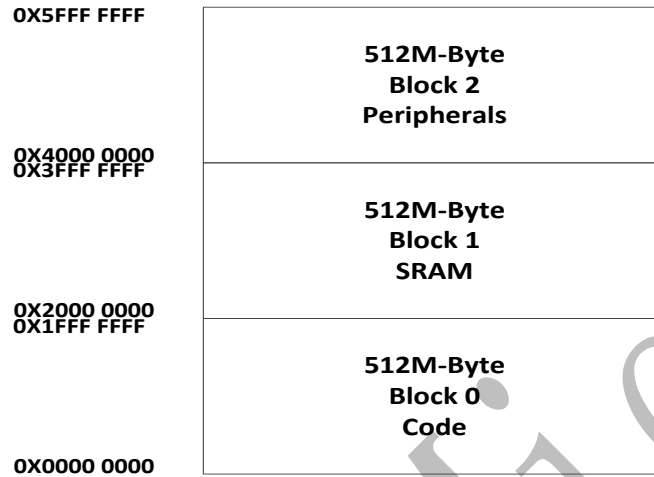 0X5FFF FFFF
512M-Byte
Block 2
Peripherals
0X4000 0000
0X3FFF FFFF
512M-Byte
Block 1
SRAM
0X2000 0000
0X1FFF FFFF
512M-Byte
Block 0
Code
0X0000 0000